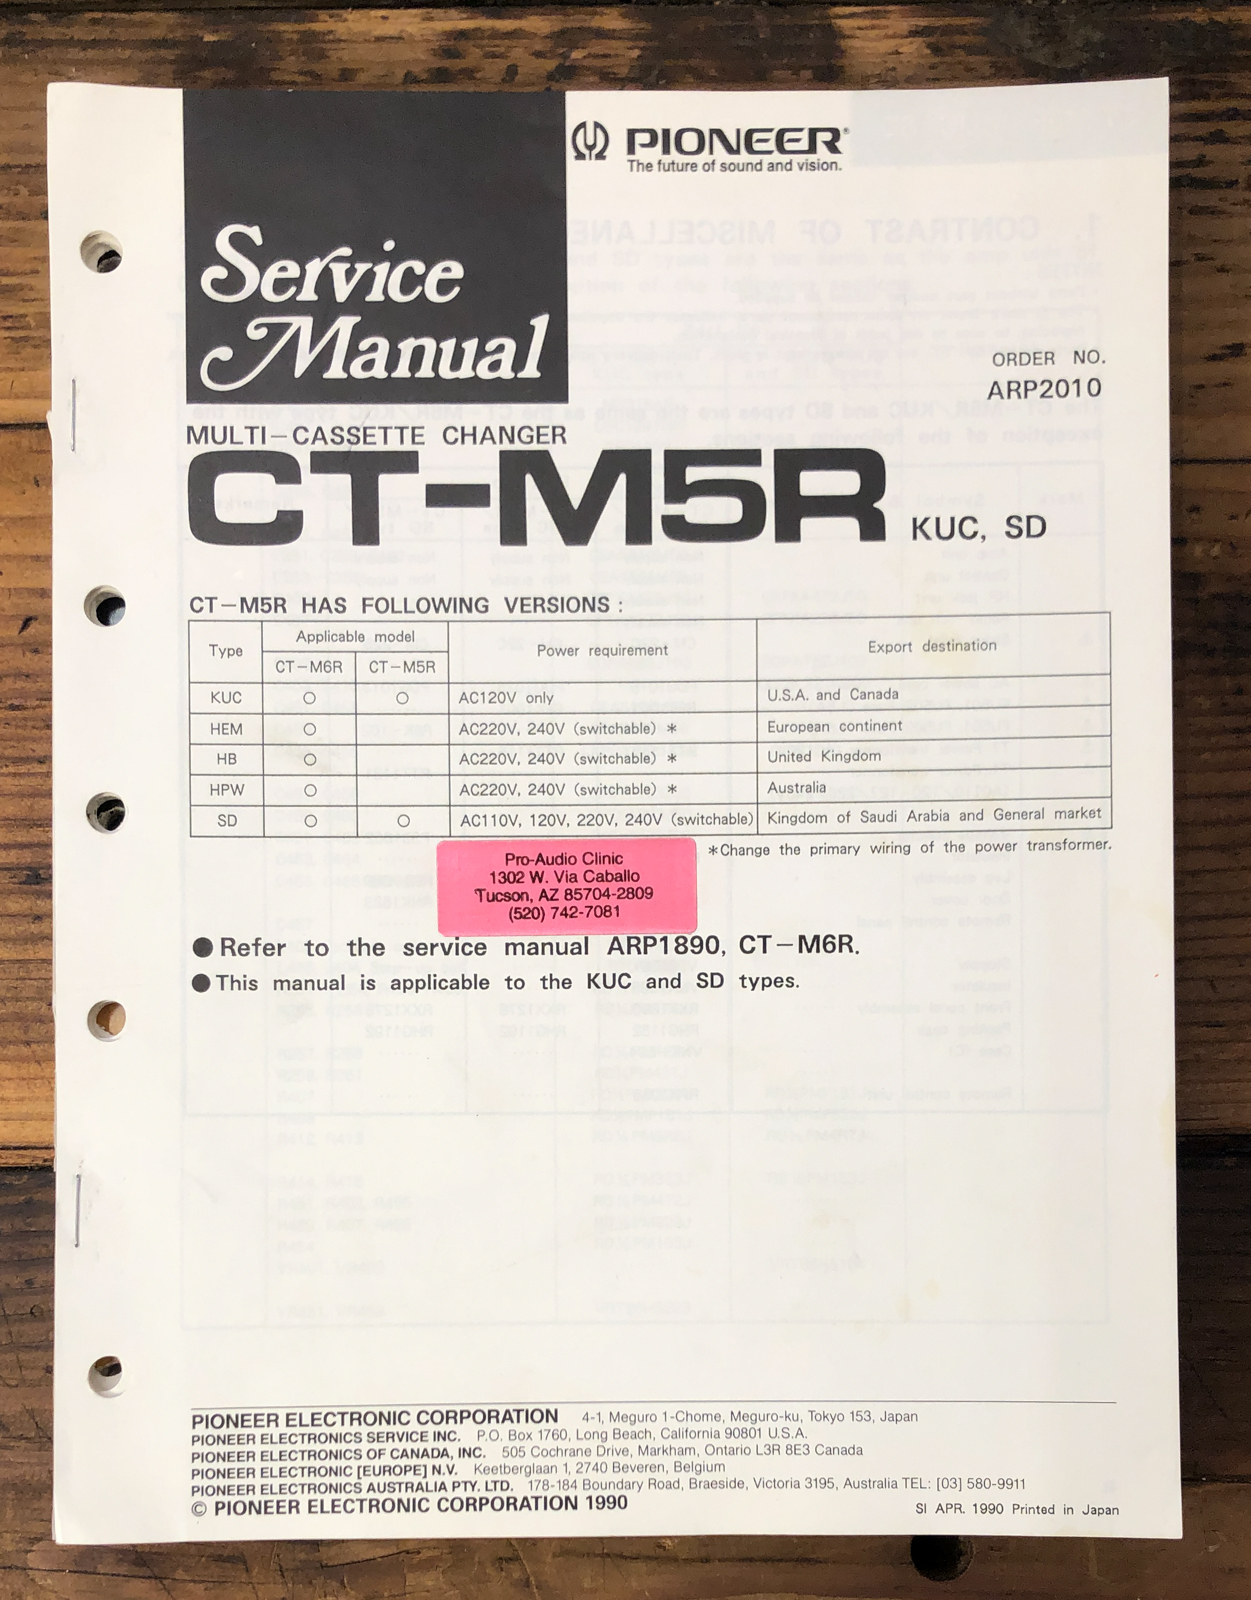 PIONEER®
The future of sound and vision.
Service
Manual
ORDER NO.
ARP2010
MULTI-CASSETTE CHANGER
CT-M5R KUC, SD
CT-M5R HAS FOLLOWING VERSIONS :
Type Applicable model Power requirement Export destination
CT-M6R CT-M5R
KUC ○ ○ AC120V only U.S.A. and Canada
HEM ○ AC220V, 240V (switchable) * European continent
HB ○ AC220V, 240V (switchable) * United Kingdom
HPW ○ AC220V, 240V (switchable) * Australia
SD ○ ○ AC110V, 120V, 220V, 240V (switchable) Kingdom of Saudi Arabia and General market
*Change the primary wiring of the power transformer.
Pro-Audio Clinic
1302 W. Via Caballo
Tucson, AZ 85704-2809
(520) 742-7081
● Refer to the service manual ARP1890, CT-M6R.
● This manual is applicable to the KUC and SD types.
PIONEER ELECTRONIC CORPORATION 4-1, Meguro 1-Chome, Meguro-ku, Tokyo 153, Japan
PIONEER ELECTRONICS SERVICE INC. P.O. Box 1760, Long Beach, California 90801 U.S.A.
PIONEER ELECTRONICS OF CANADA, INC. 505 Cochrane Drive, Markham, Ontario L3R 8E3 Canada
PIONEER ELECTRONIC [EUROPE] N.V. Keetberglaan 1, 2740 Beveren, Belgium
PIONEER ELECTRONICS AUSTRALIA PTY. LTD. 178-184 Boundary Road, Braeside, Victoria 3195, Australia TEL: [03] 580-9911
© PIONEER ELECTRONIC CORPORATION 1990
SI APR. 1990 Printed in Japan